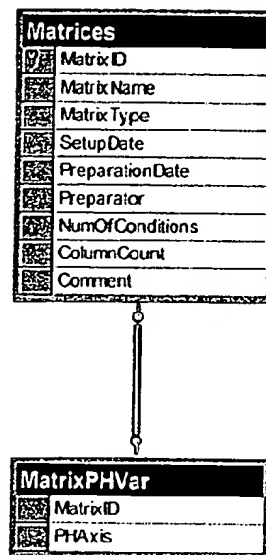 Matrices
MatrixID
MatrixName
MatrixType
SetupDate
PreparationDate
Preparator
NumOfConditions
ColumnCount
Comment
MatrixPHVar
MatrixID
PHAxis